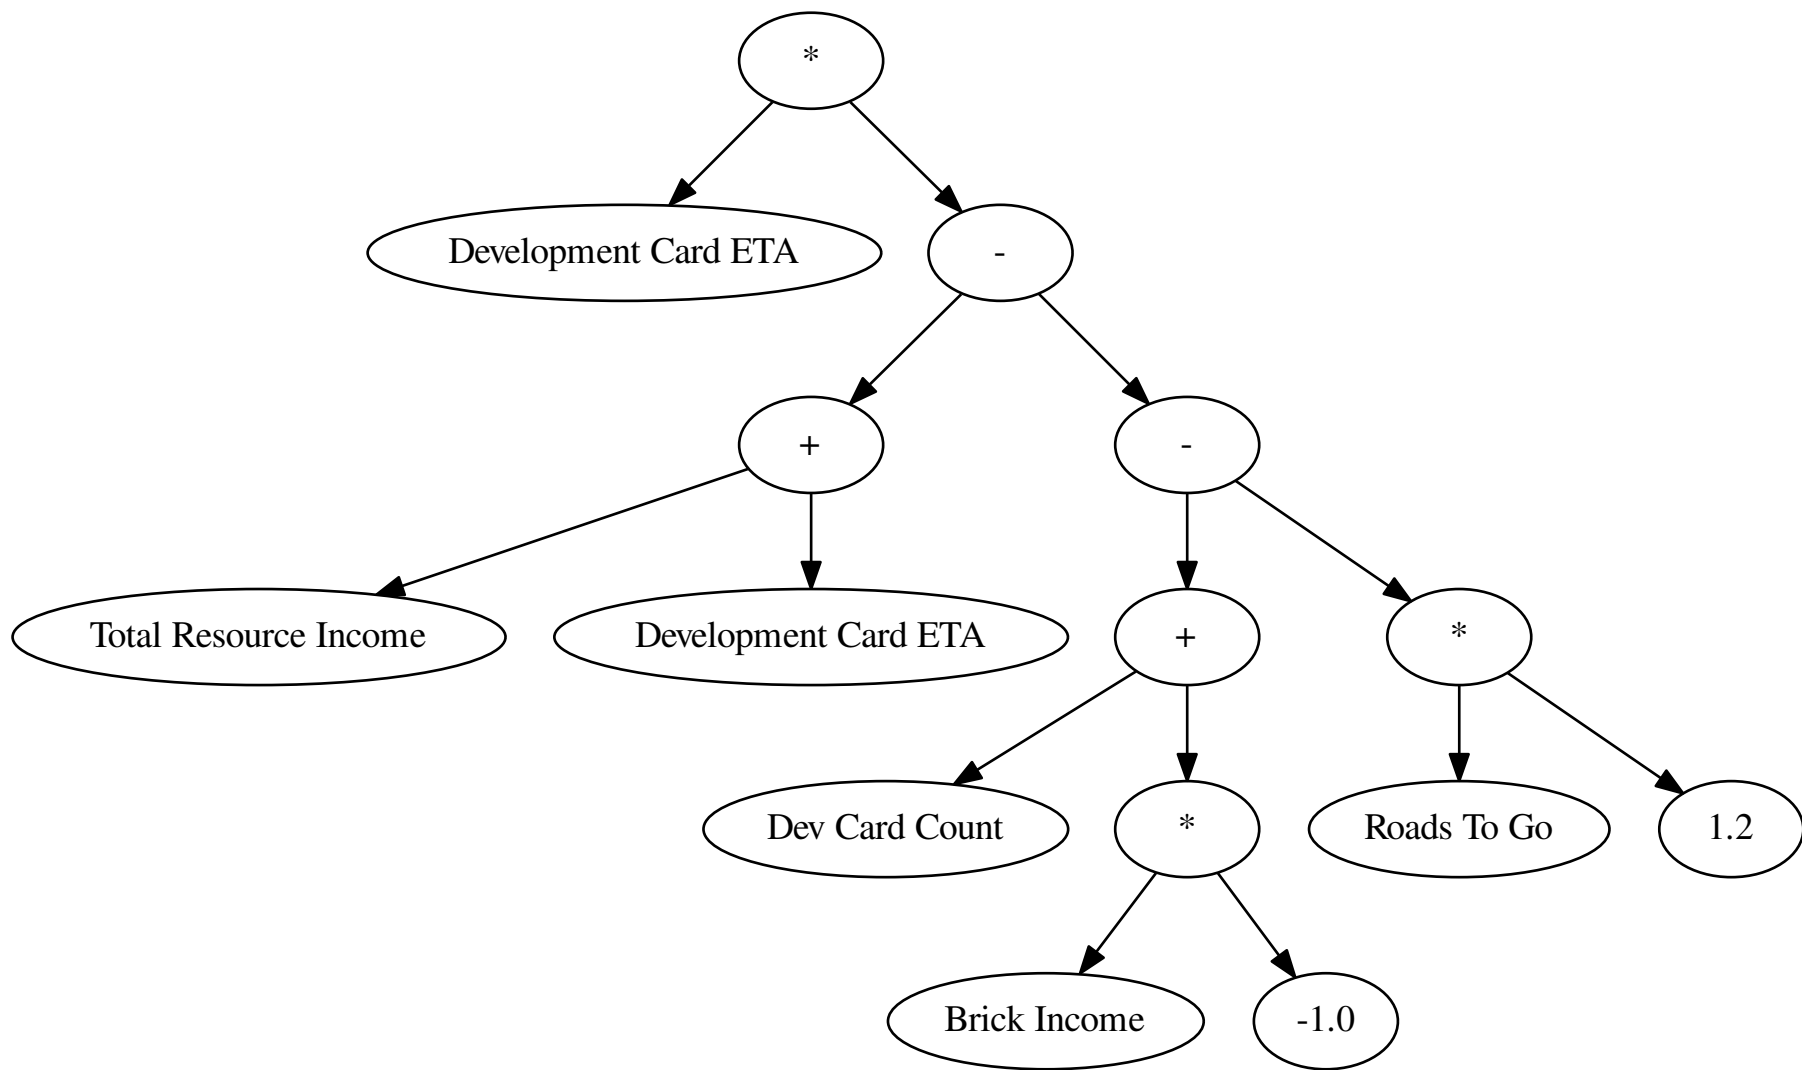 *
Development Card ETA
-
+
-
Total Resource Income
Development Card ETA
+
*
Dev Card Count
*
Roads To Go
1.2
Brick Income
-1.0